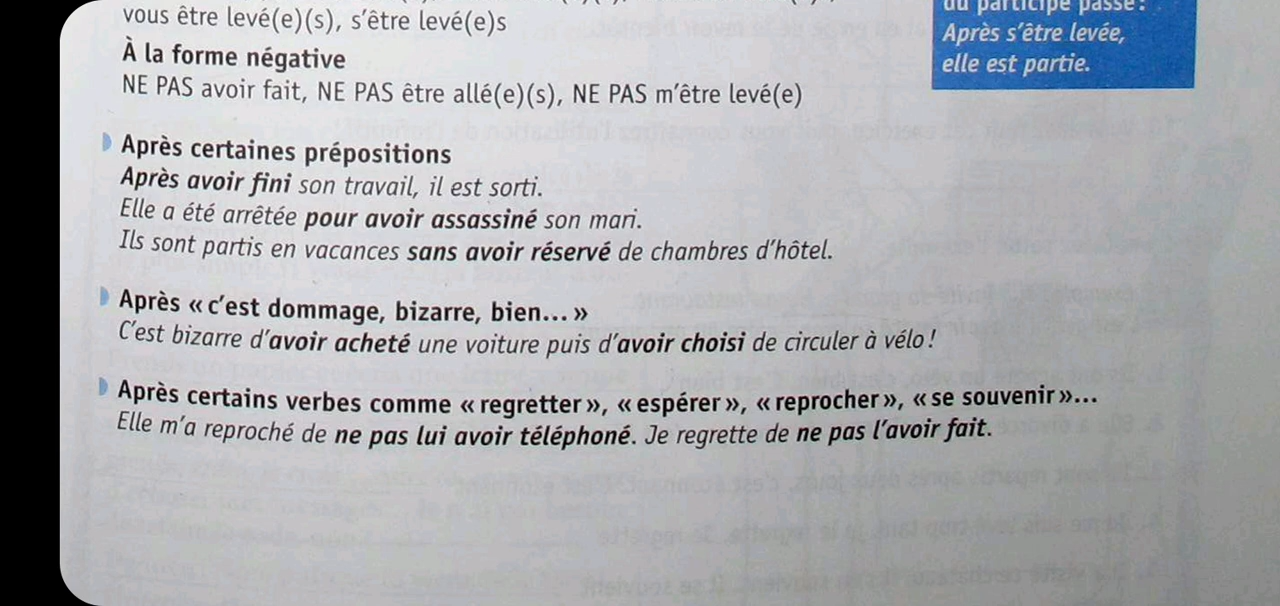 vous être levé(e)(s), s'être levé(e)s
À la forme négative
NE PAS avoir fait, NE PAS être allé(e)(s), NE PAS m'être levé(e)
du participe passé :
Après s'être levée,
elle est partie.
Après certaines prépositions
Après avoir fini son travail, il est sorti.
Elle a été arrêtée pour avoir assassiné son mari.
Ils sont partis en vacances sans avoir réservé de chambres d'hôtel.
Après « c'est dommage, bizarre, bien... »
C'est bizarre d'avoir acheté une voiture puis d'avoir choisi de circuler à vélo !
Après certains verbes comme « regretter », « espérer », « reprocher », « se souvenir »...
Elle m'a reproché de ne pas lui avoir téléphoné. Je regrette de ne pas l'avoir fait.